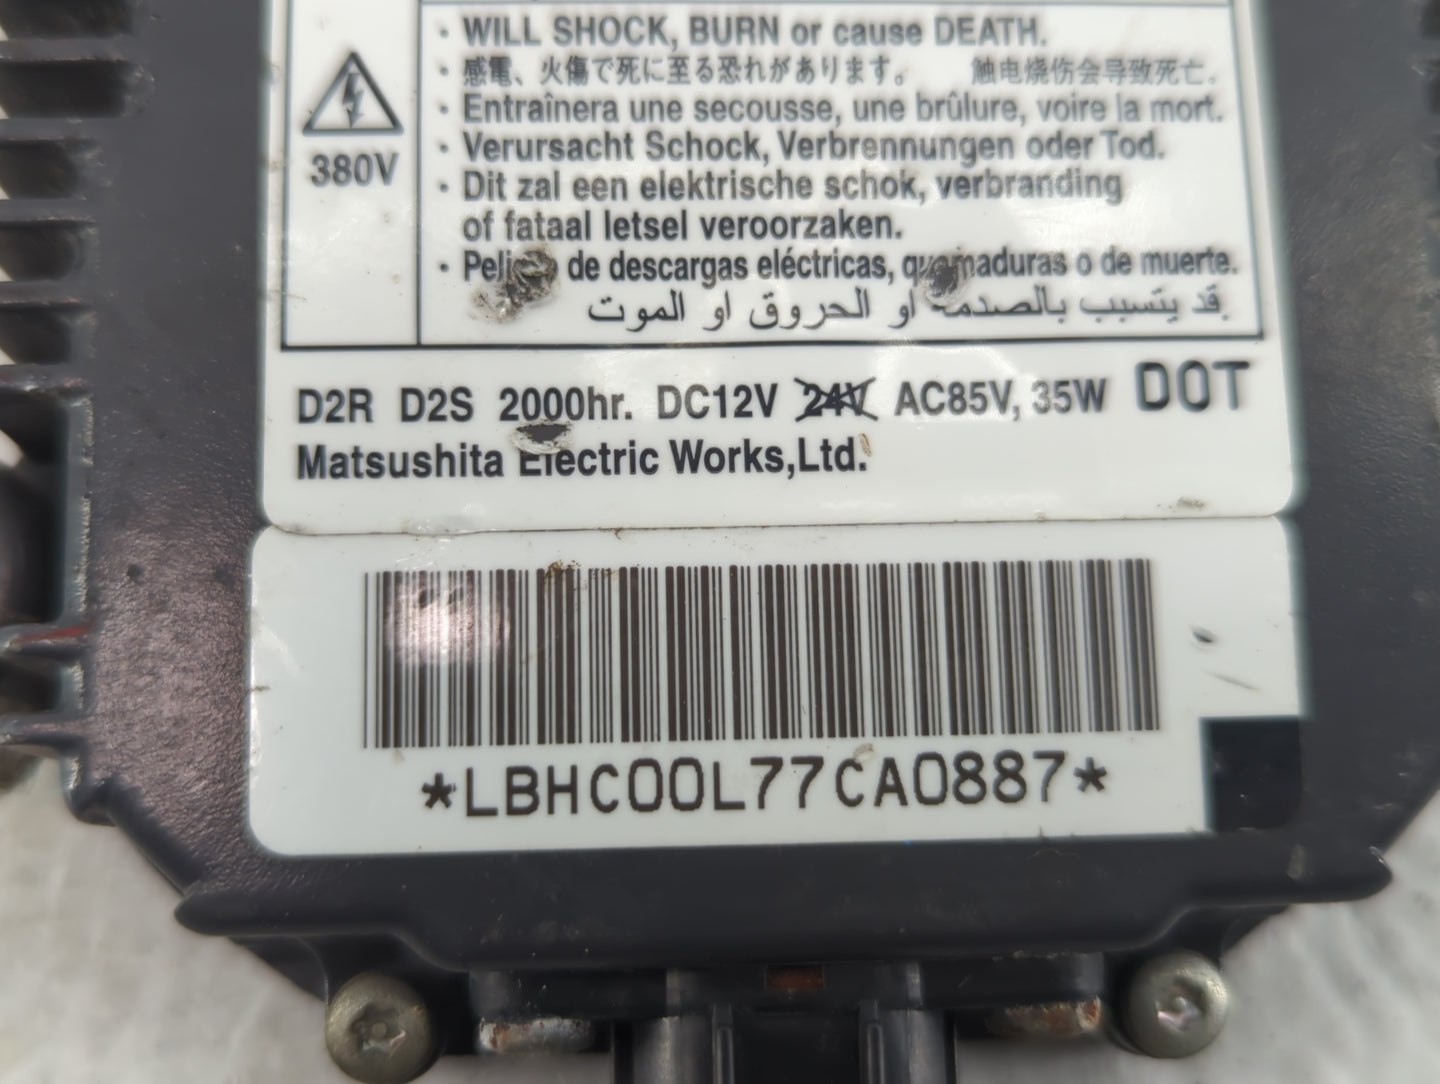 · WILL SHOCK, BURN or cause DEATH.
· 感電、火傷で死に至る恐れがあります。 触电烧伤会导致死亡.
· Entraînera une secousse, une brûlure, voire la mort.
· Verursacht Schock, Verbrennungen oder Tod.
· Dit zal een elektrische schok, verbranding
of fataal letsel veroorzaken.
· de descargas eléctricas, quemaduras o de muerte.
قد يتسبب بالصدمة او الحروق او الموت
380V
D2R D2S 2000hr. DC12V 24V AC85V, 35W DOT
Matsushita Electric Works,Ltd.
*LBHC00L77CA0887*